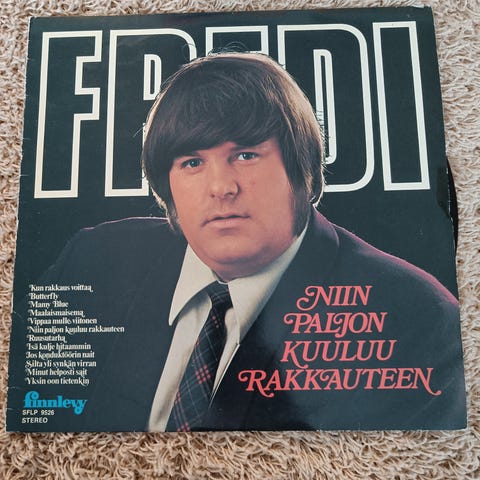 FREDI
Kun rakkaus voittaa
Butterfly
Mamy Blue
Maalaismaisema
Vippaa mulle viitonen
Niin paljon kuuluu rakkauteen
Ruusutarha
Isä kulje hitaammin
Jos konduktöörin nait
Silta yli synkän virran
Minut helposti sait
Yksin oon tietenkin
finnlevy
SFLP 9526
STEREO
NIIN
PALJON
KUULUU
RAKKAUTEEN